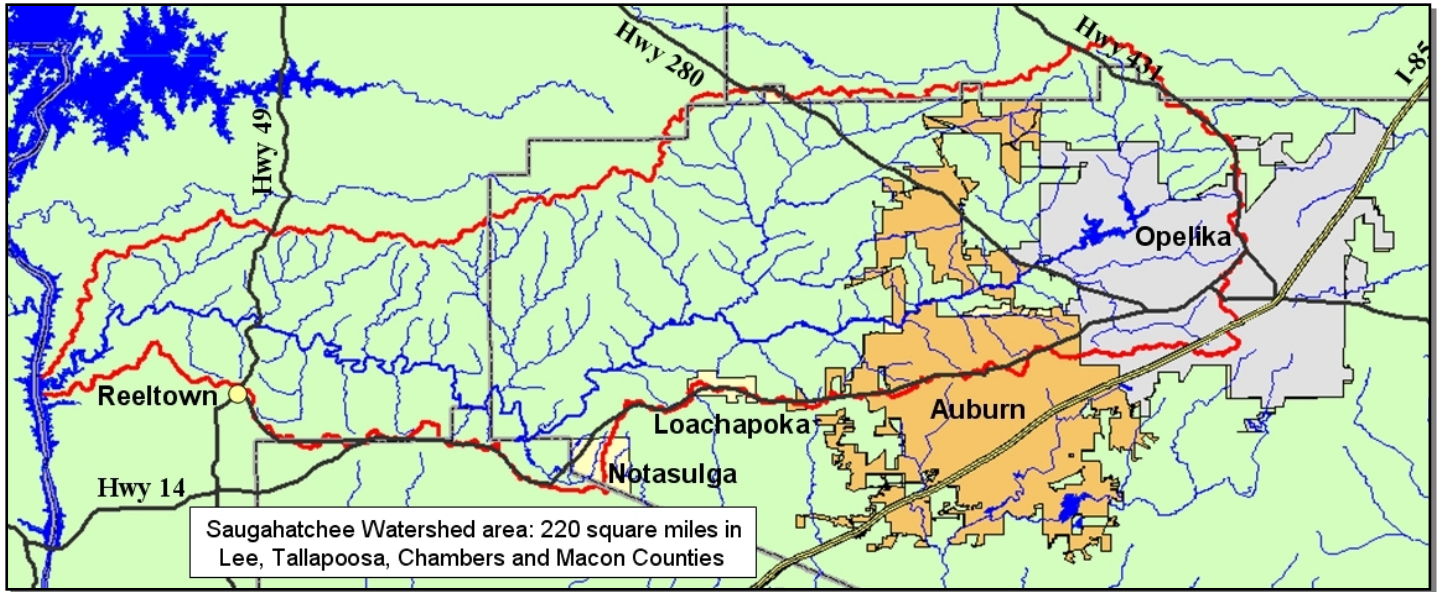 Hwy 280
Hwy 431
I-85
Hwy 49
Opelika
Reeltown
Auburn
Loachapoka
Notasulga
Hwy 14
Saugahatchee Watershed area: 220 square miles in
Lee, Tallapoosa, Chambers and Macon Counties